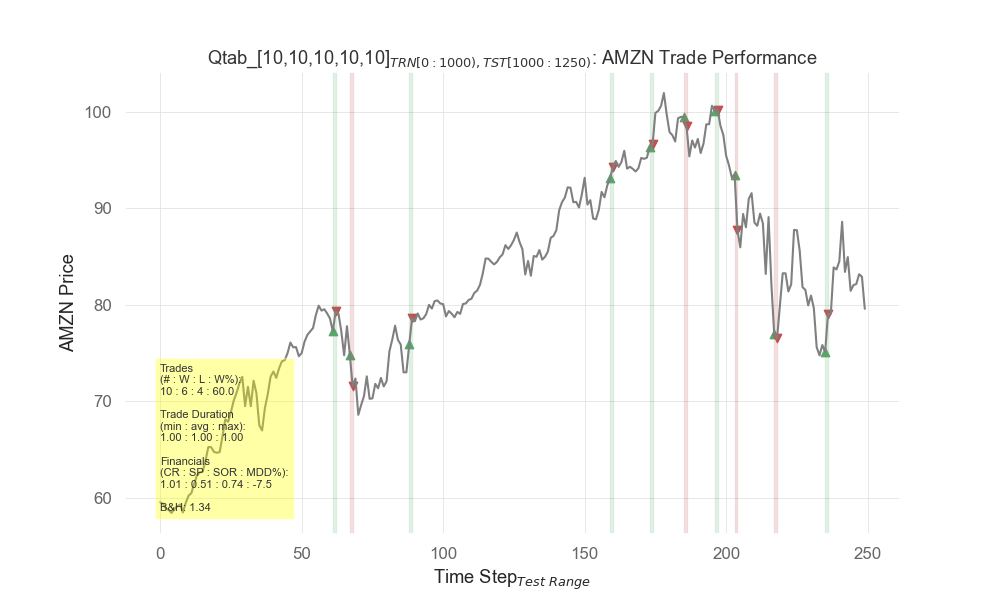 Qtab_[10,10,10,10,10]TRN[0:1000),TST[1000:1250): AMZN Trade Performance
100
90
80
70
60
AMZN Price
Trades
(# : W : L : W%):
10 : 6 : 4 : 60.0
Trade Duration
(min : avg : max):
1.00 : 1.00 : 1.00
Financials
(CR : SP : SOR : MDD%):
1.01 : 0.51 : 0.74 : -7.5
B&H: 1.34
0 50 100 150 200 250
Time StepTest Range